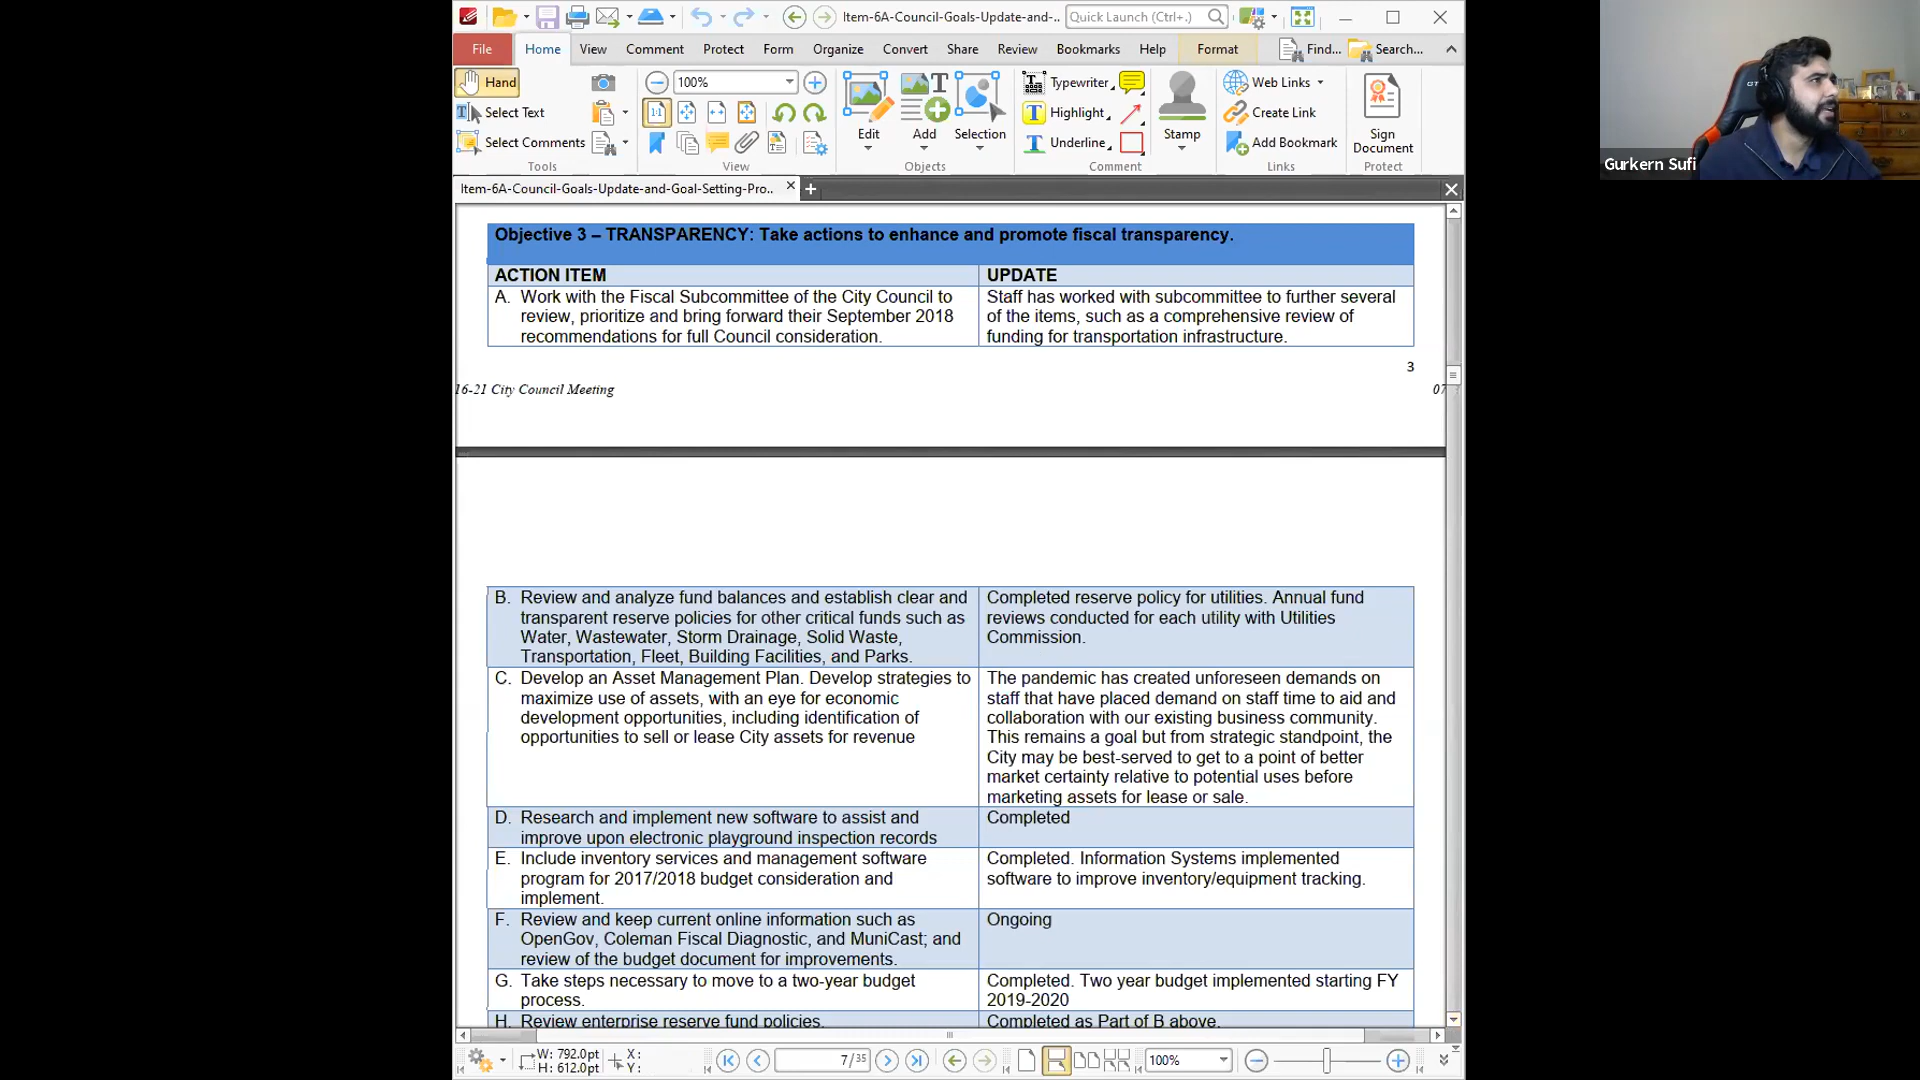 Item-6A-Council-Goals-Update-and-..
Quick Launch (Ctrl+.)
File Home View Comment Protect Form Organize Convert Share Review Bookmarks Help Format Find... Search...
Hand
Select Text
Select Comments
Tools
100%
View
Edit Add Selection
Objects
Typewriter
Highlight
Underline
Stamp
Comment
Web Links
Create Link
Add Bookmark
Links
Sign
Document
Protect
Gurkern Sufi
Item-6A-Council-Goals-Update-and-Goal-Setting-Pro..
Objective 3 – TRANSPARENCY: Take actions to enhance and promote fiscal transparency.
ACTION ITEM
UPDATE
A. Work with the Fiscal Subcommittee of the City Council to
review, prioritize and bring forward their September 2018
recommendations for full Council consideration.
Staff has worked with subcommittee to further several
of the items, such as a comprehensive review of
funding for transportation infrastructure.
3
16-21 City Council Meeting
07
B. Review and analyze fund balances and establish clear and
transparent reserve policies for other critical funds such as
Water, Wastewater, Storm Drainage, Solid Waste,
Transportation, Fleet, Building Facilities, and Parks.
Completed reserve policy for utilities. Annual fund
reviews conducted for each utility with Utilities
Commission.
C. Develop an Asset Management Plan. Develop strategies to
maximize use of assets, with an eye for economic
development opportunities, including identification of
opportunities to sell or lease City assets for revenue
The pandemic has created unforeseen demands on
staff that have placed demand on staff time to aid and
collaboration with our existing business community.
This remains a goal but from strategic standpoint, the
City may be best-served to get to a point of better
market certainty relative to potential uses before
marketing assets for lease or sale.
D. Research and implement new software to assist and
improve upon electronic playground inspection records
Completed
E. Include inventory services and management software
program for 2017/2018 budget consideration and
implement.
Completed. Information Systems implemented
software to improve inventory/equipment tracking.
F. Review and keep current online information such as
OpenGov, Coleman Fiscal Diagnostic, and MuniCast; and
review of the budget document for improvements.
Ongoing
G. Take steps necessary to move to a two-year budget
process.
Completed. Two year budget implemented starting FY
2019-2020
H. Review enterprise reserve fund policies.
Completed as Part of B above.
W: 792.0pt
H: 612.0pt
X:
Y:
7/35
100%